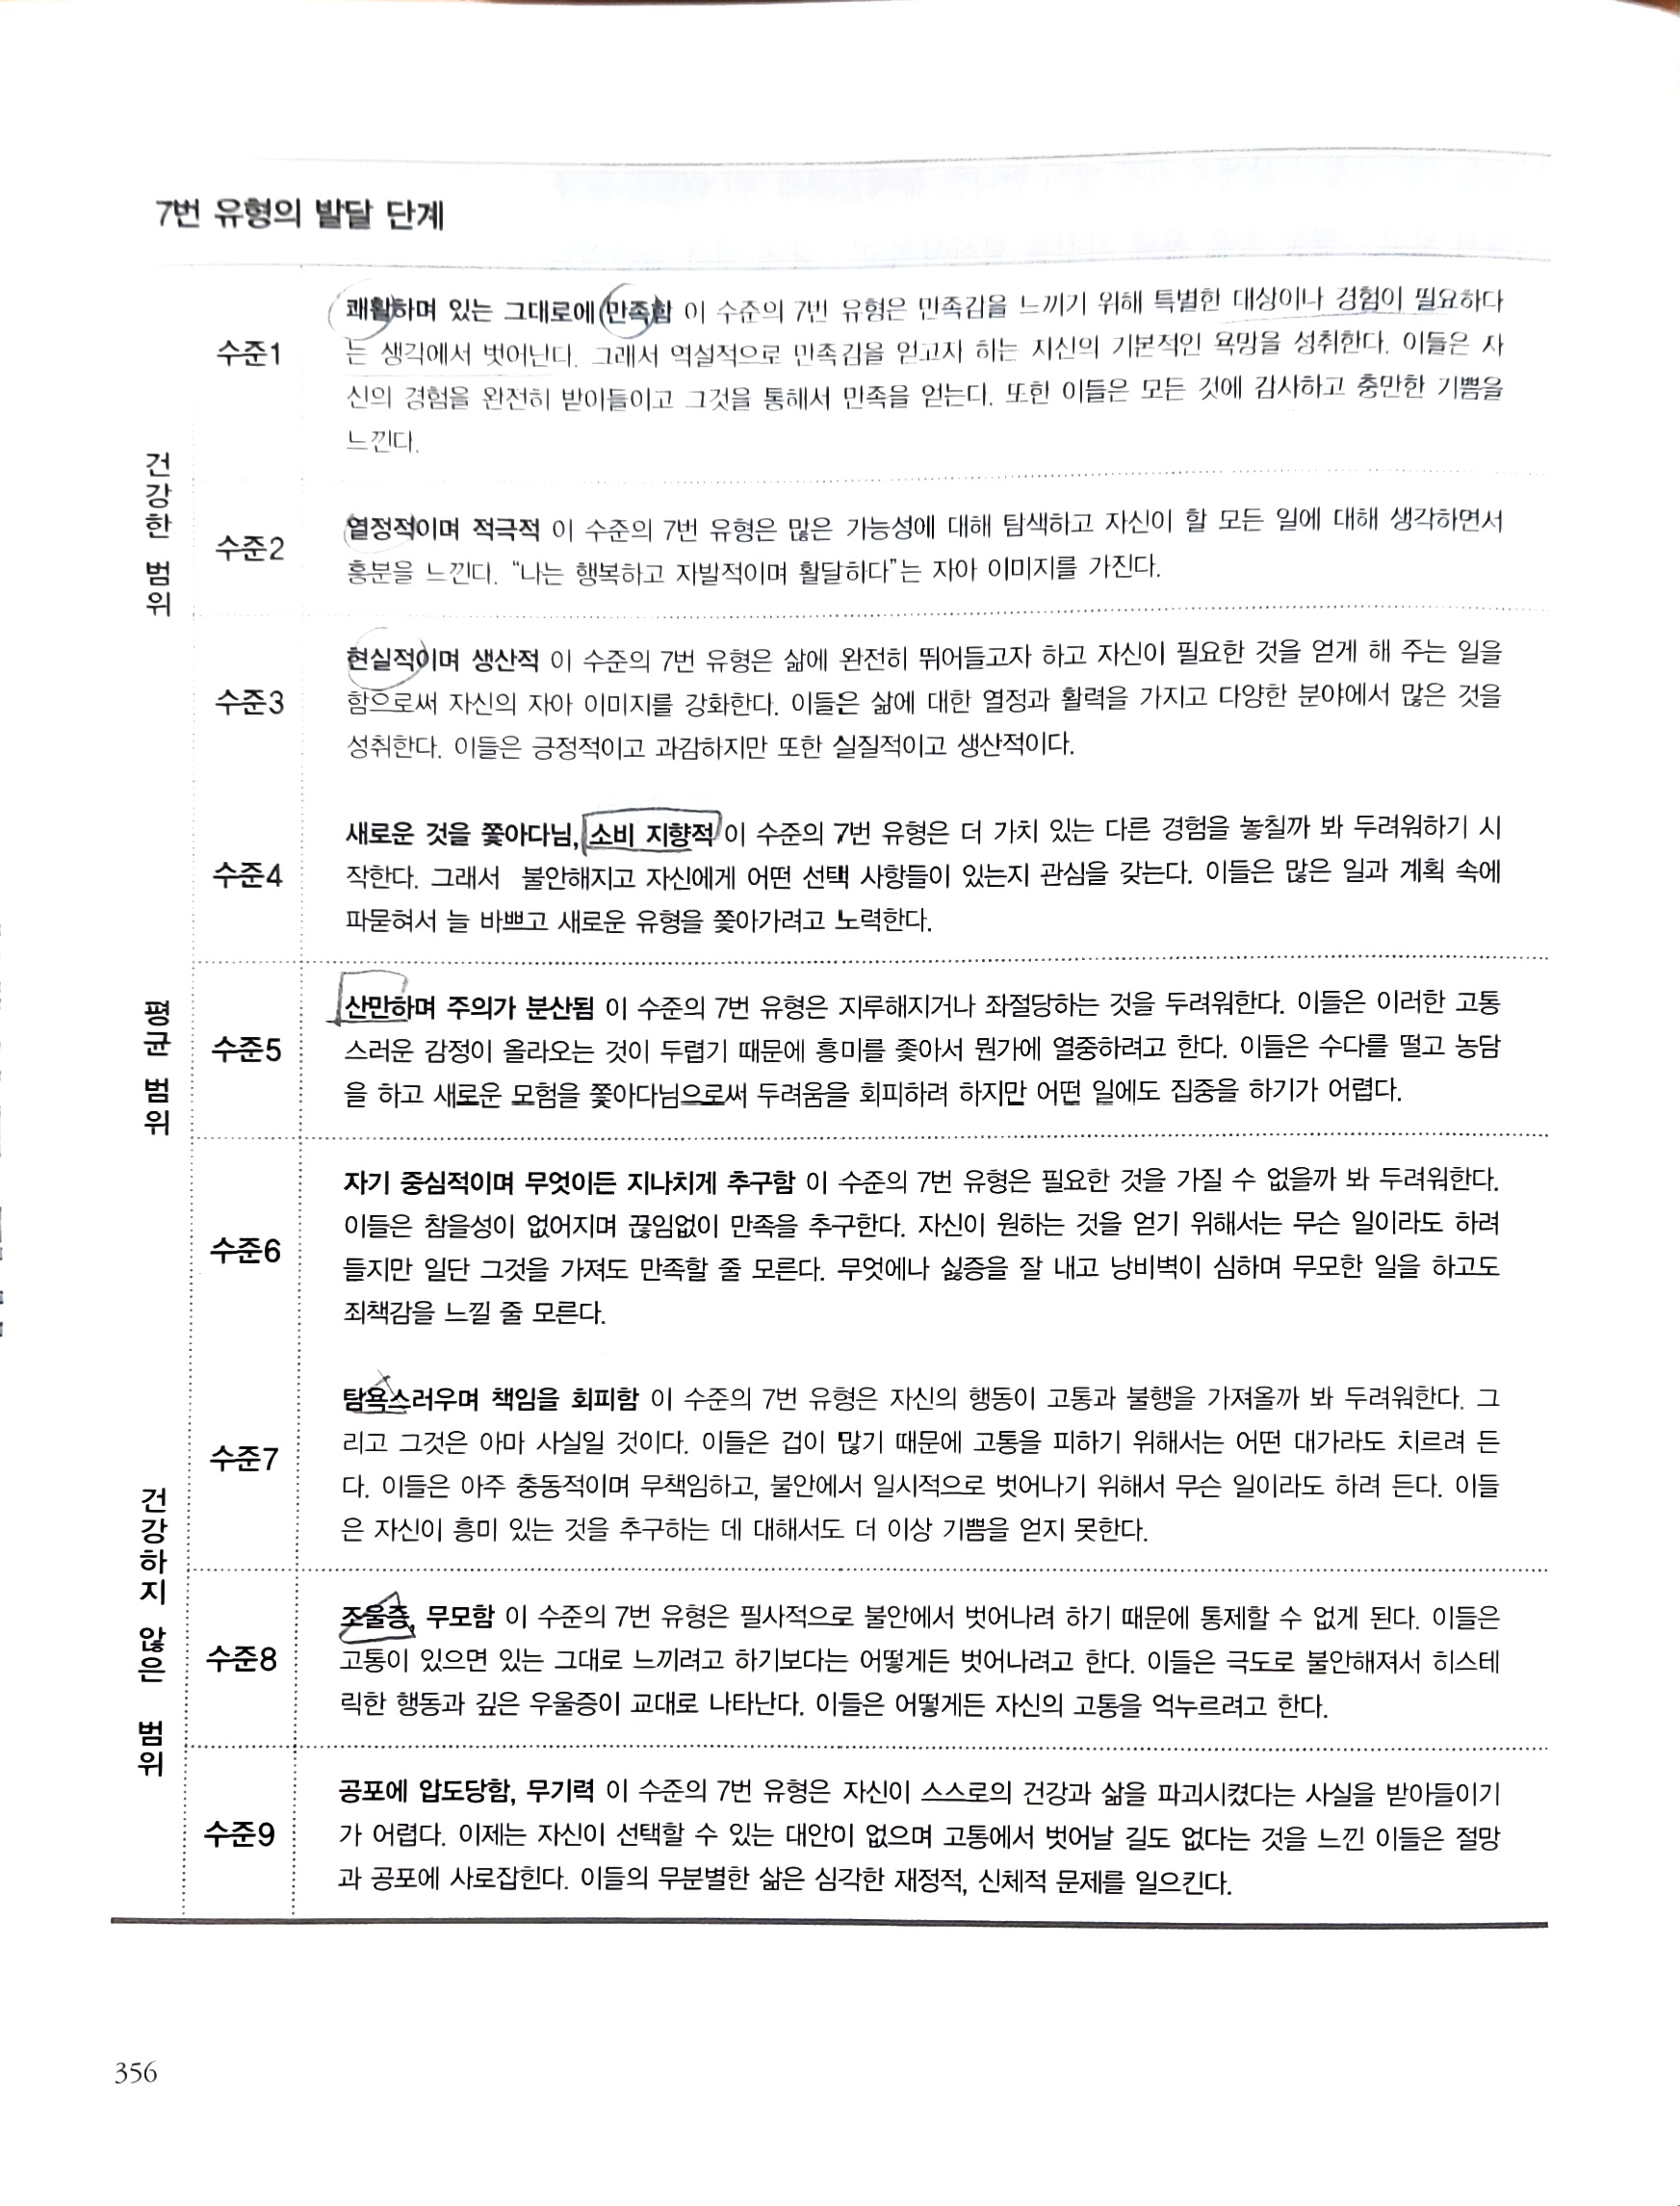 7번 유형의 발달 단계
건강한 범위
수준1
쾌활하며 있는 그대로에 만족함 이 수준의 7번 유형은 만족감을 느끼기 위해 특별한 대상이나 경험이 필요하다
는 생각에서 벗어난다. 그래서 역설적으로 만족감을 얻고자 하는 자신의 기본적인 욕망을 성취한다. 이들은 자
신의 경험을 완전히 받아들이고 그것을 통해서 만족을 얻는다. 또한 이들은 모든 것에 감사하고 충만한 기쁨을
느낀다.
수준2
열정적이며 적극적 이 수준의 7번 유형은 많은 가능성에 대해 탐색하고 자신이 할 모든 일에 대해 생각하면서
흥분을 느낀다. “나는 행복하고 자발적이며 활달하다”는 자아 이미지를 가진다.
수준3
현실적이며 생산적 이 수준의 7번 유형은 삶에 완전히 뛰어들고자 하고 자신이 필요한 것을 얻게 해 주는 일을
함으로써 자신의 자아 이미지를 강화한다. 이들은 삶에 대한 열정과 활력을 가지고 다양한 분야에서 많은 것을
성취한다. 이들은 긍정적이고 과감하지만 또한 실질적이고 생산적이다.
평균 범위
수준4
새로운 것을 쫓아다님, 소비 지향적 이 수준의 7번 유형은 더 가치 있는 다른 경험을 놓칠까 봐 두려워하기 시
작한다. 그래서 불안해지고 자신에게 어떤 선택 사항들이 있는지 관심을 갖는다. 이들은 많은 일과 계획 속에
파묻혀서 늘 바쁘고 새로운 유형을 쫓아가려고 노력한다.
수준5
산만하며 주의가 분산됨 이 수준의 7번 유형은 지루해지거나 좌절당하는 것을 두려워한다. 이들은 이러한 고통
스러운 감정이 올라오는 것이 두렵기 때문에 흥미를 좇아서 뭔가에 열중하려고 한다. 이들은 수다를 떨고 농담
을 하고 새로운 모험을 쫓아다님으로써 두려움을 회피하려 하지만 어떤 일에도 집중을 하기가 어렵다.
수준6
자기 중심적이며 무엇이든 지나치게 추구함 이 수준의 7번 유형은 필요한 것을 가질 수 없을까 봐 두려워한다.
이들은 참을성이 없어지며 끊임없이 만족을 추구한다. 자신이 원하는 것을 얻기 위해서는 무슨 일이라도 하려
들지만 일단 그것을 가져도 만족할 줄 모른다. 무엇에나 싫증을 잘 내고 낭비벽이 심하며 무모한 일을 하고도
죄책감을 느낄 줄 모른다.
건강하지 않은 범위
수준7
탐욕스러우며 책임을 회피함 이 수준의 7번 유형은 자신의 행동이 고통과 불행을 가져올까 봐 두려워한다. 그
리고 그것은 아마 사실일 것이다. 이들은 겁이 많기 때문에 고통을 피하기 위해서는 어떤 대가라도 치르려 든
다. 이들은 아주 충동적이며 무책임하고, 불안에서 일시적으로 벗어나기 위해서 무슨 일이라도 하려 든다. 이들
은 자신이 흥미 있는 것을 추구하는 데 대해서도 더 이상 기쁨을 얻지 못한다.
수준8
조울증, 무모함 이 수준의 7번 유형은 필사적으로 불안에서 벗어나려 하기 때문에 통제할 수 없게 된다. 이들은
고통이 있으면 있는 그대로 느끼려고 하기보다는 어떻게든 벗어나려고 한다. 이들은 극도로 불안해져서 히스테
릭한 행동과 깊은 우울증이 교대로 나타난다. 이들은 어떻게든 자신의 고통을 억누르려고 한다.
수준9
공포에 압도당함, 무기력 이 수준의 7번 유형은 자신이 스스로의 건강과 삶을 파괴시켰다는 사실을 받아들이기
가 어렵다. 이제는 자신이 선택할 수 있는 대안이 없으며 고통에서 벗어날 길도 없다는 것을 느낀 이들은 절망
과 공포에 사로잡힌다. 이들의 무분별한 삶은 심각한 재정적, 신체적 문제를 일으킨다.
356